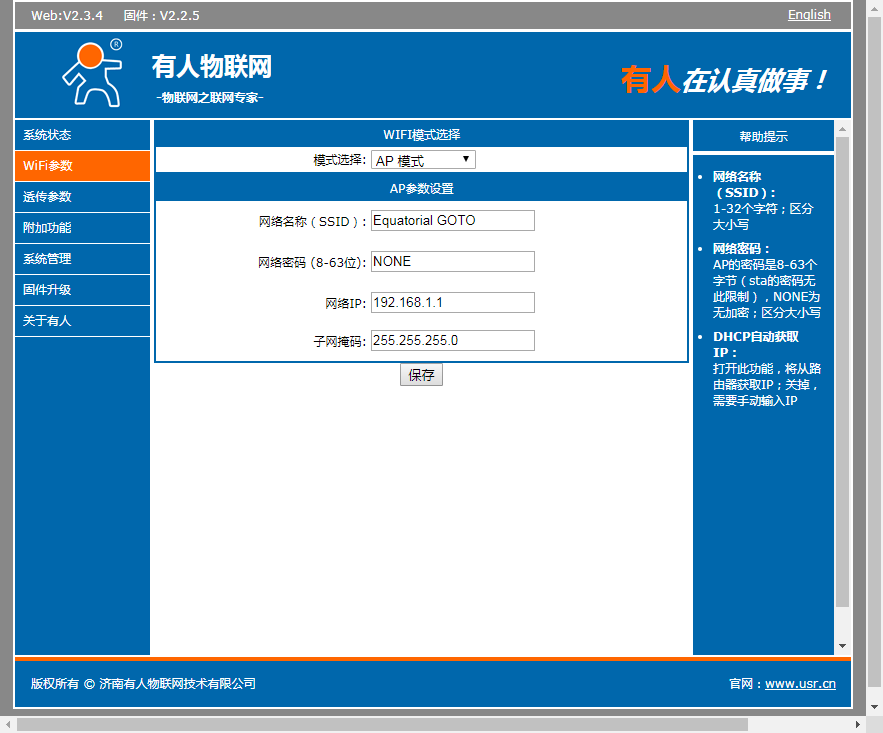 Web:V2.3.4 固件：V2.2.5 English
®
有人物联网
-物联网之联网专家-
有人在认真做事！
系统状态
WiFi参数
透传参数
附加功能
系统管理
固件升级
关于有人
WIFI模式选择
模式选择: AP 模式
AP参数设置
网络名称（SSID）: Equatorial GOTO
网络密码 (8-63位): NONE
网络IP: 192.168.1.1
子网掩码: 255.255.255.0
保存
帮助提示
• 网络名称
（SSID）：
1-32个字符；区分
大小写
• 网络密码：
AP的密码是8-63个
字节（sta的密码无
此限制），NONE为
无加密；区分大小写
• DHCP自动获取
IP：
打开此功能，将从路
由器获取IP；关掉，
需要手动输入IP
版权所有 © 济南有人物联网技术有限公司
官网：www.usr.cn